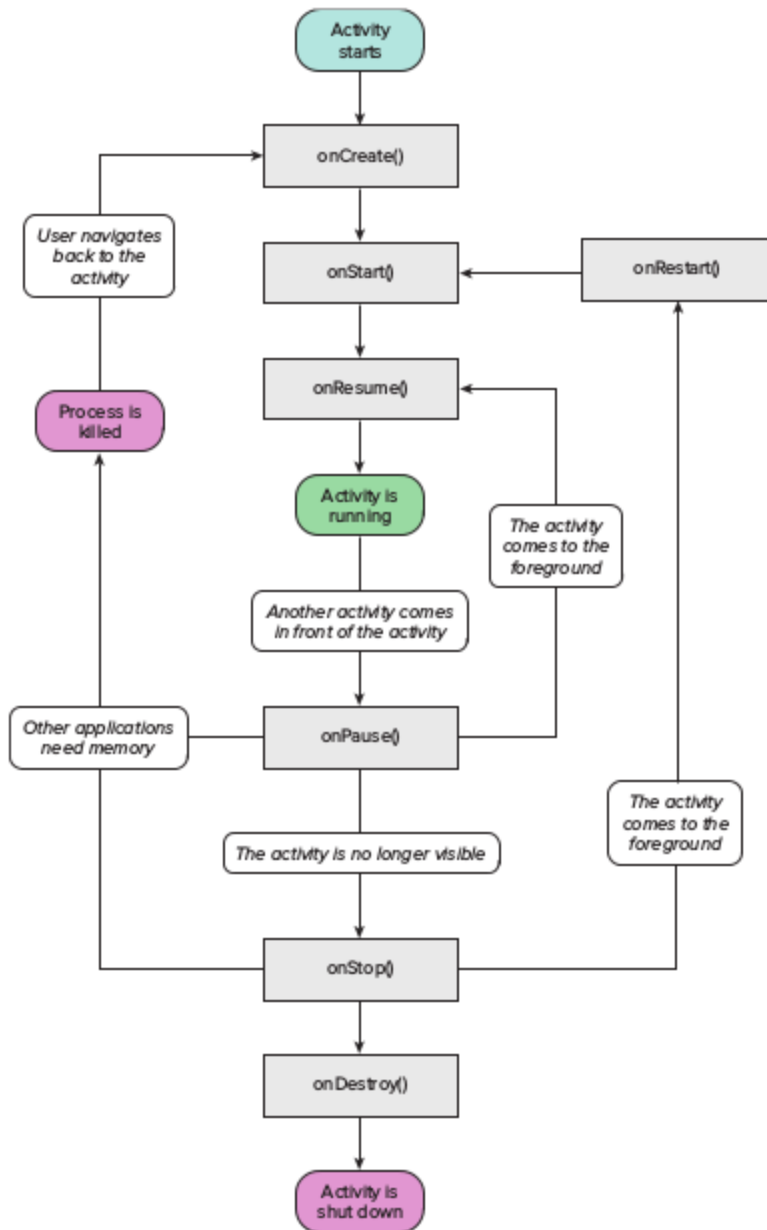 Activity
starts
onCreate()
User navigates
back to the
activity
onStart()
onRestart()
onResume()
Process is
killed
Activity is
running
The activity
comes to the
foreground
Another activity comes
in front of the activity
Other applications
need memory
onPause()
The activity
comes to the
foreground
The activity is no longer visible
onStop()
onDestroy()
Activity is
shut down